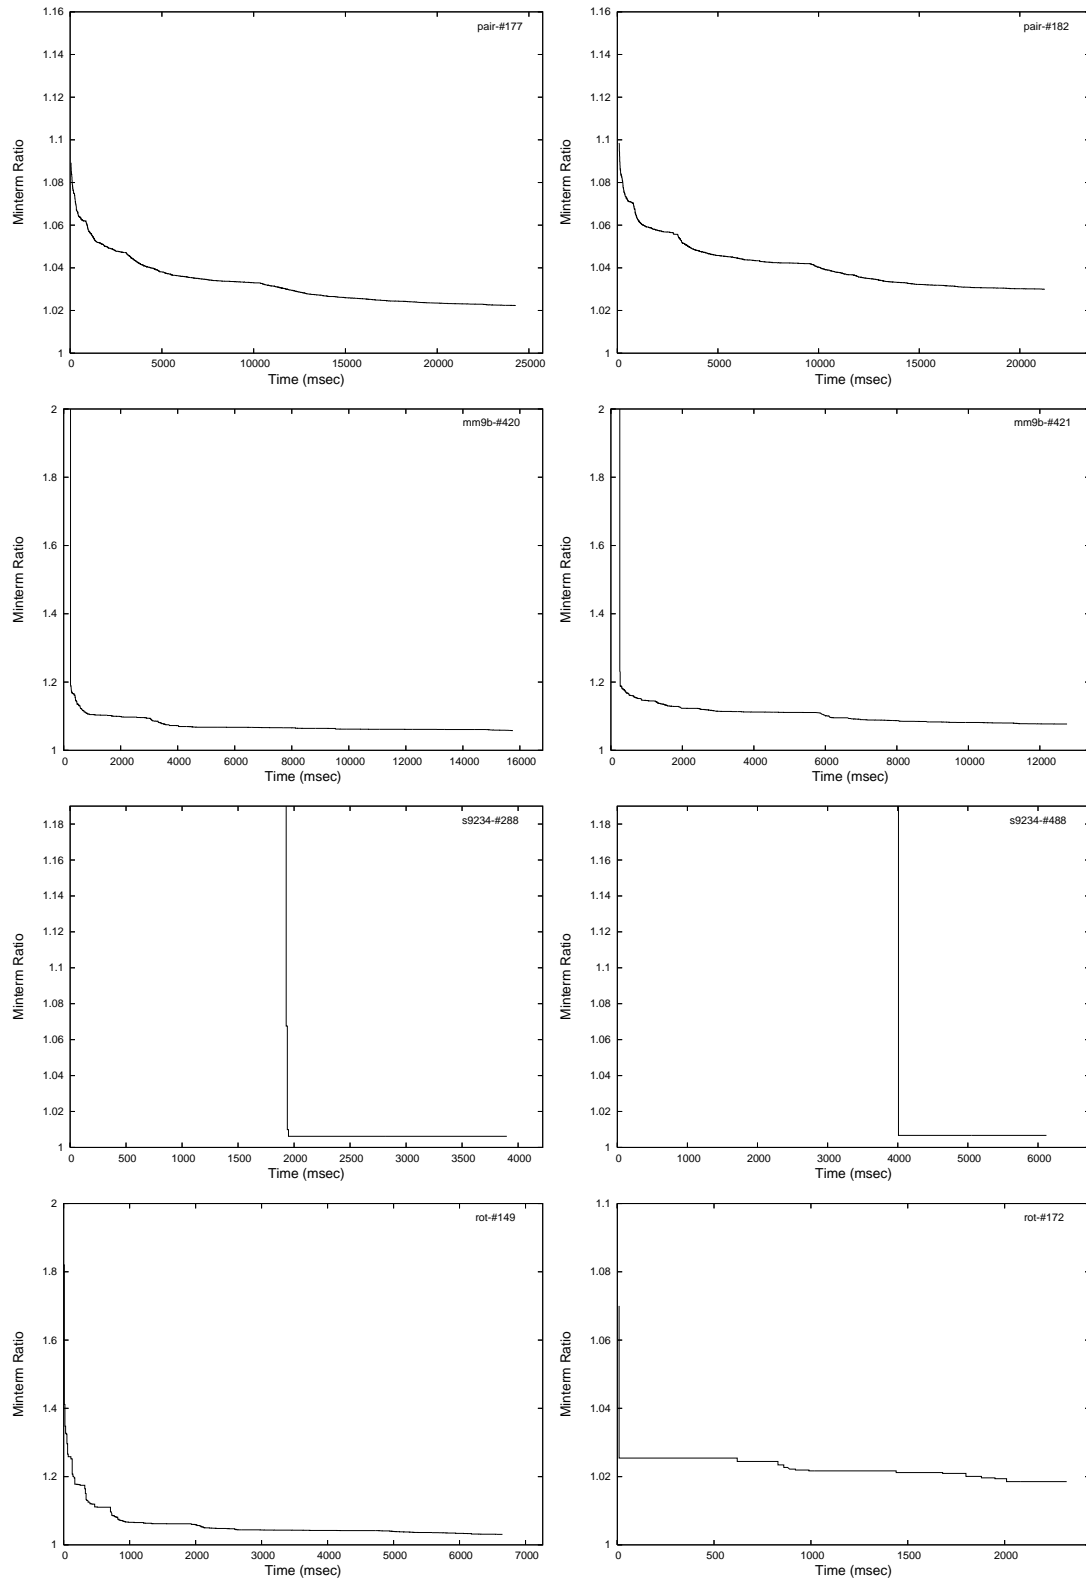 pair-#177
1.16
1.14
1.12
1.1
1.08
1.06
1.04
1.02
1
Minterm Ratio
0 5000 10000 15000 20000 25000
Time (msec)
pair-#182
1.16
1.14
1.12
1.1
1.08
1.06
1.04
1.02
1
Minterm Ratio
0 5000 10000 15000 20000
Time (msec)
mm9b-#420
2
1.8
1.6
1.4
1.2
1
Minterm Ratio
0 2000 4000 6000 8000 10000 12000 14000 16000
Time (msec)
mm9b-#421
2
1.8
1.6
1.4
1.2
1
Minterm Ratio
0 2000 4000 6000 8000 10000 12000
Time (msec)
s9234-#288
1.18
1.16
1.14
1.12
1.1
1.08
1.06
1.04
1.02
1
Minterm Ratio
0 500 1000 1500 2000 2500 3000 3500 4000
Time (msec)
s9234-#488
1.18
1.16
1.14
1.12
1.1
1.08
1.06
1.04
1.02
1
Minterm Ratio
0 1000 2000 3000 4000 5000 6000
Time (msec)
rot-#149
2
1.8
1.6
1.4
1.2
1
Minterm Ratio
0 1000 2000 3000 4000 5000 6000 7000
Time (msec)
rot-#172
1.1
1.08
1.06
1.04
1.02
1
Minterm Ratio
0 500 1000 1500 2000
Time (msec)